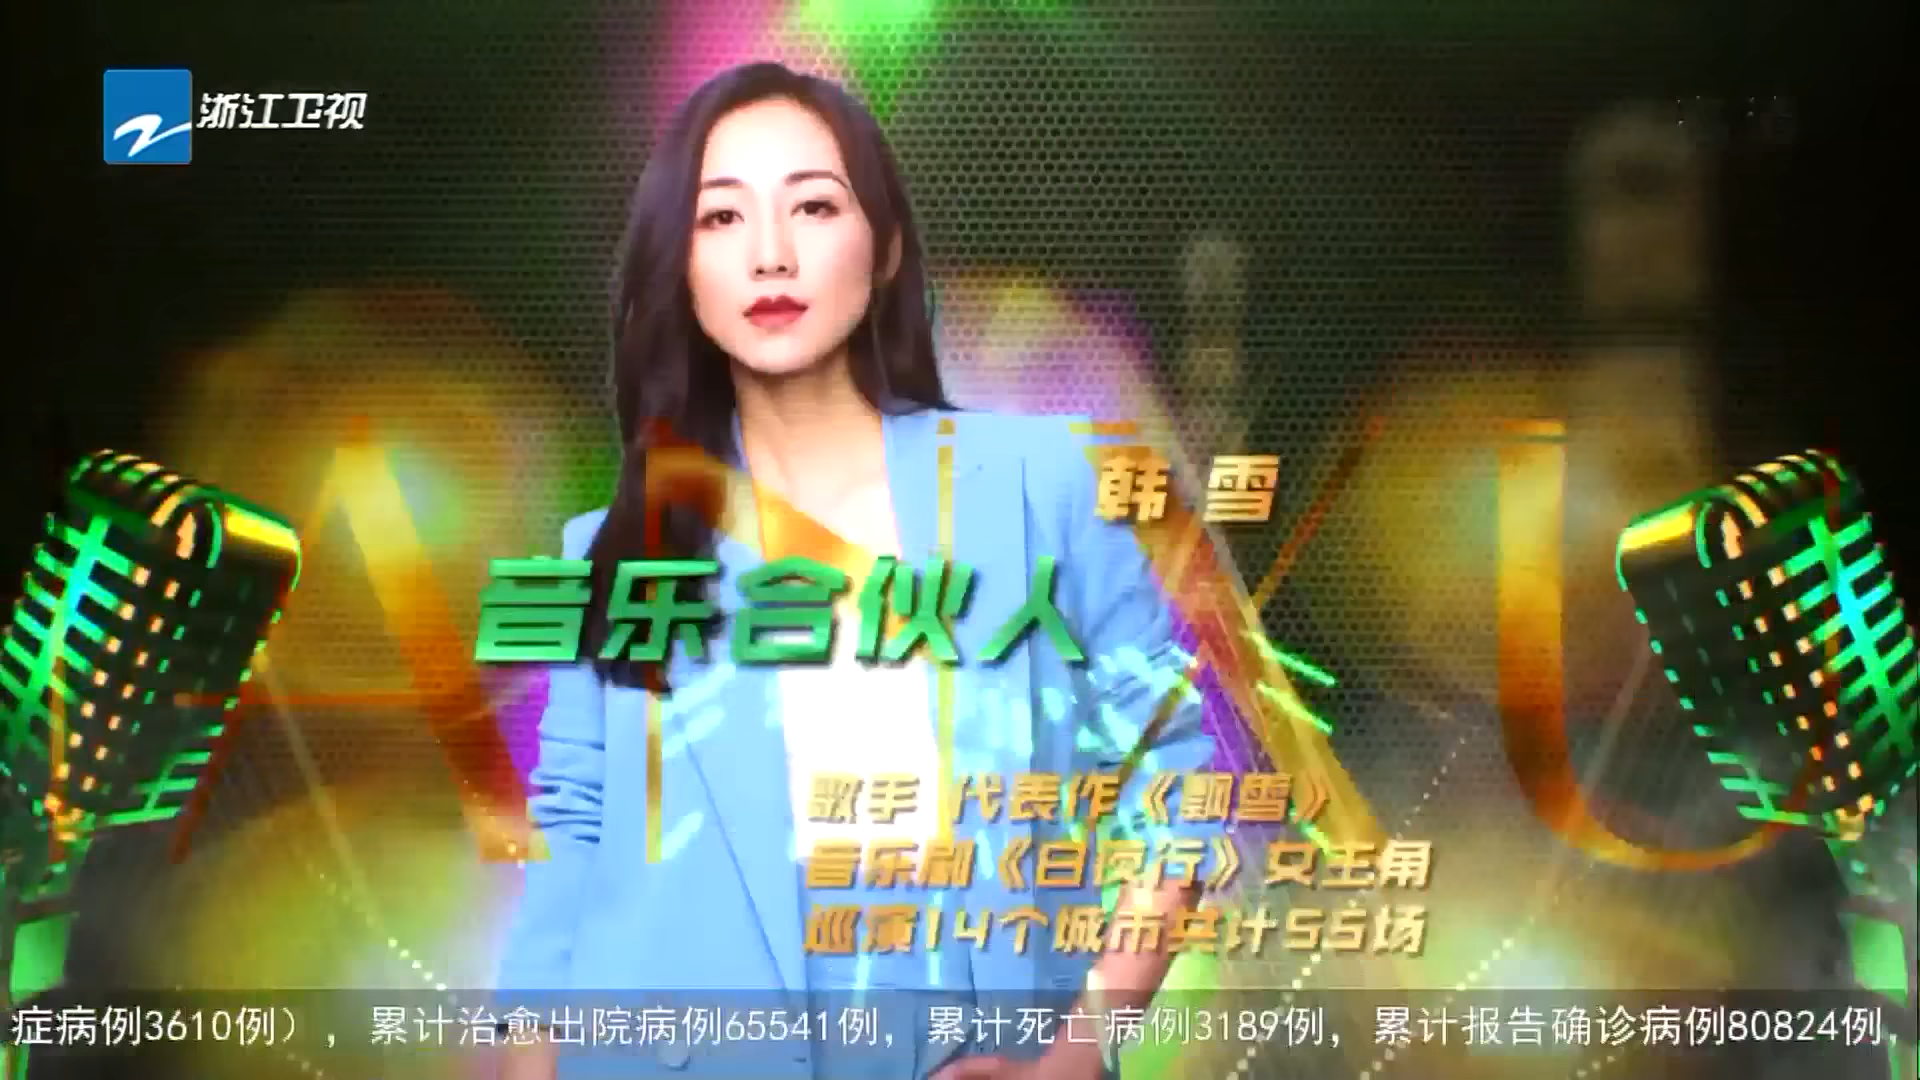 浙江卫视
韩雪
音乐合伙人
歌手 代表作《飘雪》
音乐剧《白夜行》女主角
巡演14个城市共计55场
症病例3610例），累计治愈出院病例65541例，累计死亡病例3189例，累计报告确诊病例80824例，